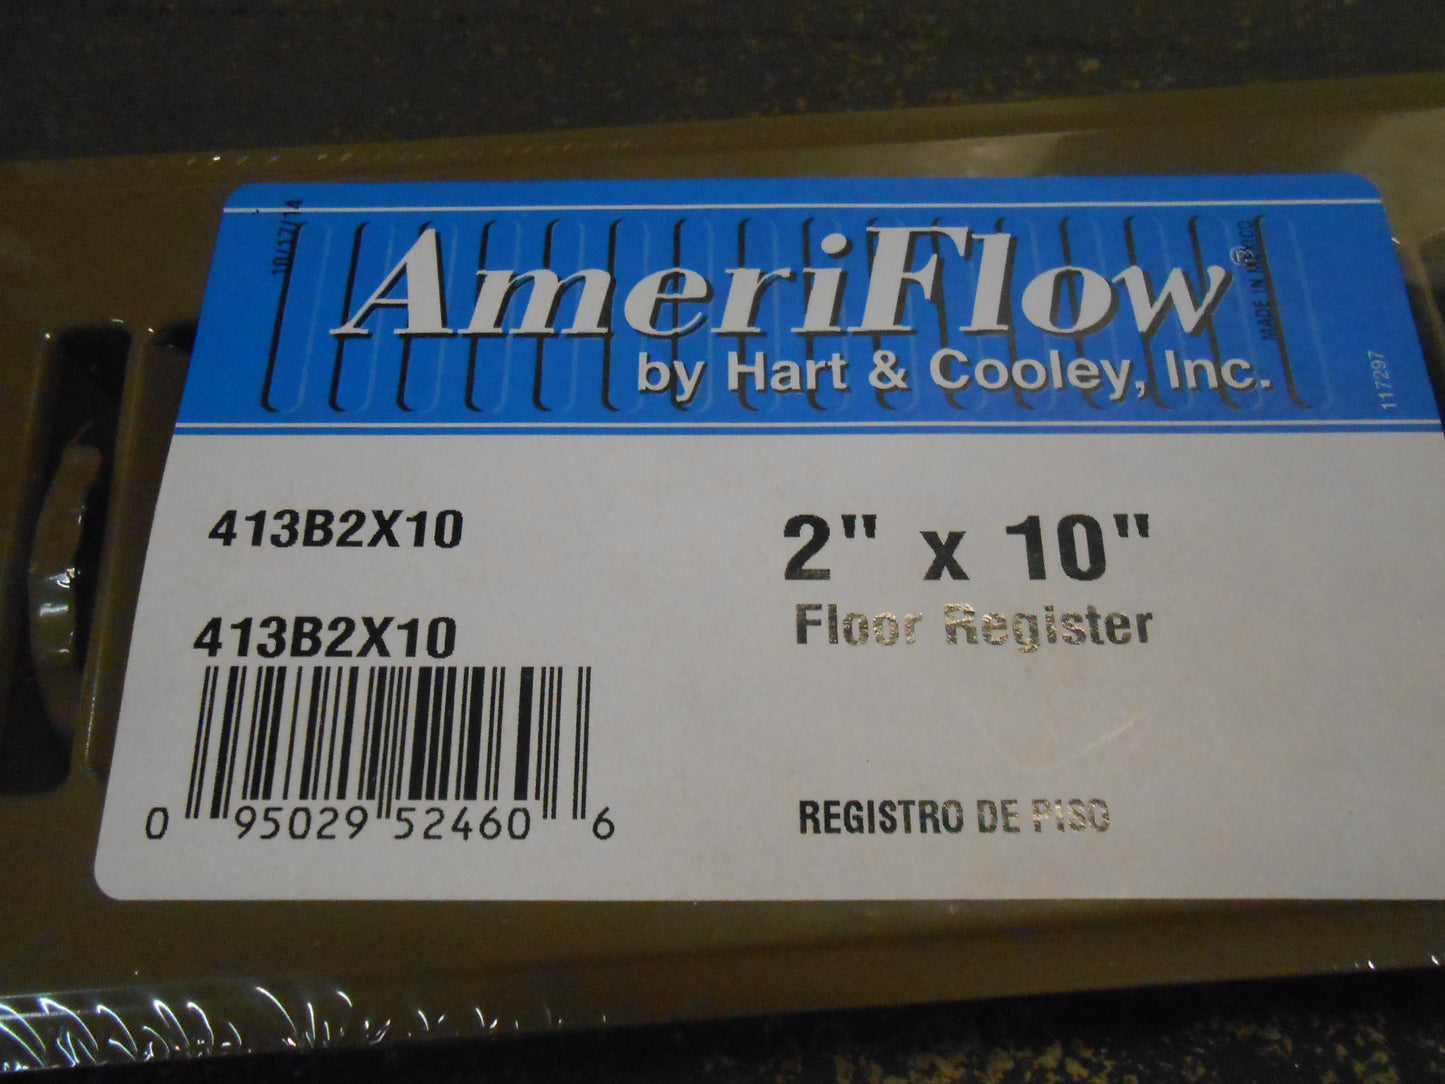 10/17/14
AmeriFlow®
by Hart & Cooley, Inc.
MADE IN MEXICO
117297
413B2X10
2" x 10"
Floor Register
413B2X10
0 95029 52460 6
REGISTRO DE PISO